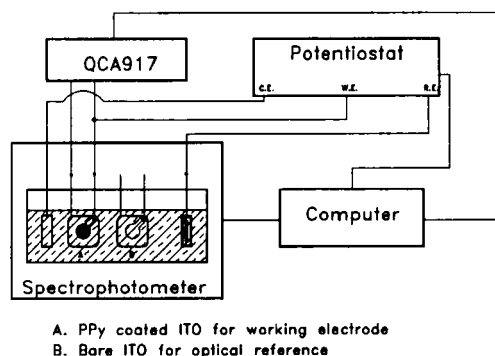 QCA917
Potentiostat
C.E. W.E. R.E.
Computer
A B
Spectrophotometer
A. PPy coated ITO for working electrode
B. Bare ITO for optical reference